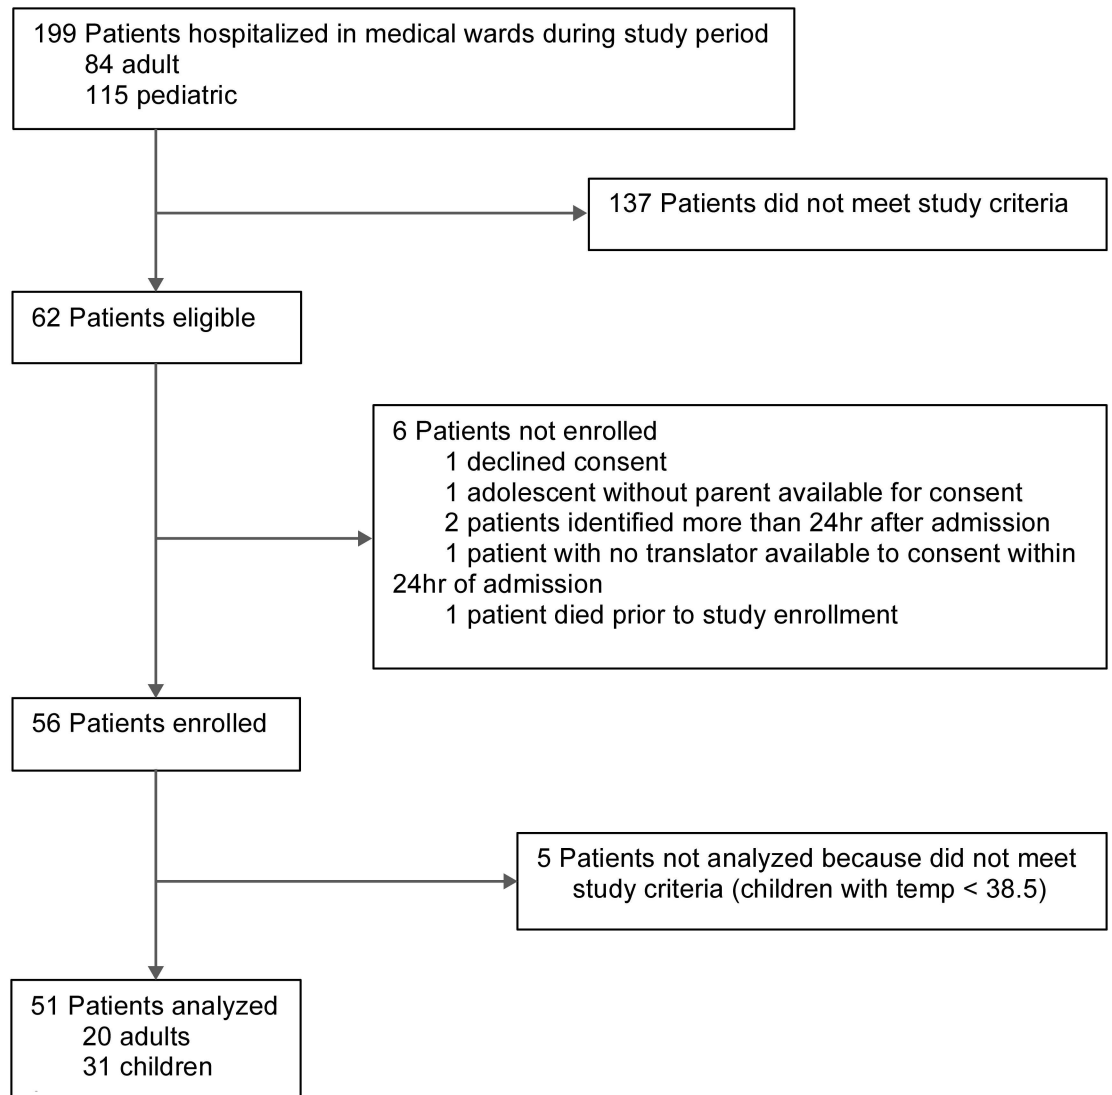 199 Patients hospitalized in medical wards during study period
84 adult
115 pediatric
137 Patients did not meet study criteria
62 Patients eligible
6 Patients not enrolled
1 declined consent
1 adolescent without parent available for consent
2 patients identified more than 24hr after admission
1 patient with no translator available to consent within
24hr of admission
1 patient died prior to study enrollment
56 Patients enrolled
5 Patients not analyzed because did not meet
study criteria (children with temp < 38.5)
51 Patients analyzed
20 adults
31 children